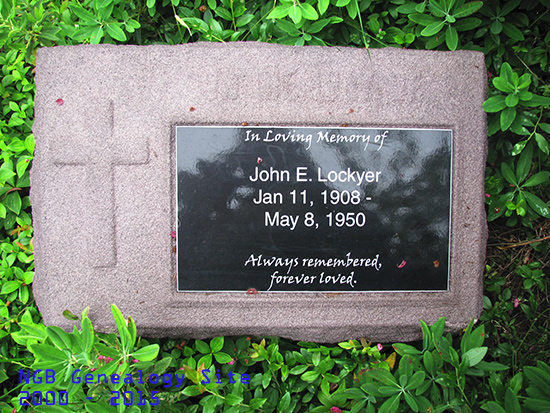 In Loving Memory of
John E. Lockyer
Jan 11, 1908 -
May 8, 1950
Always remembered,
forever loved.
NGB Genealogy Site
2000 - 2015